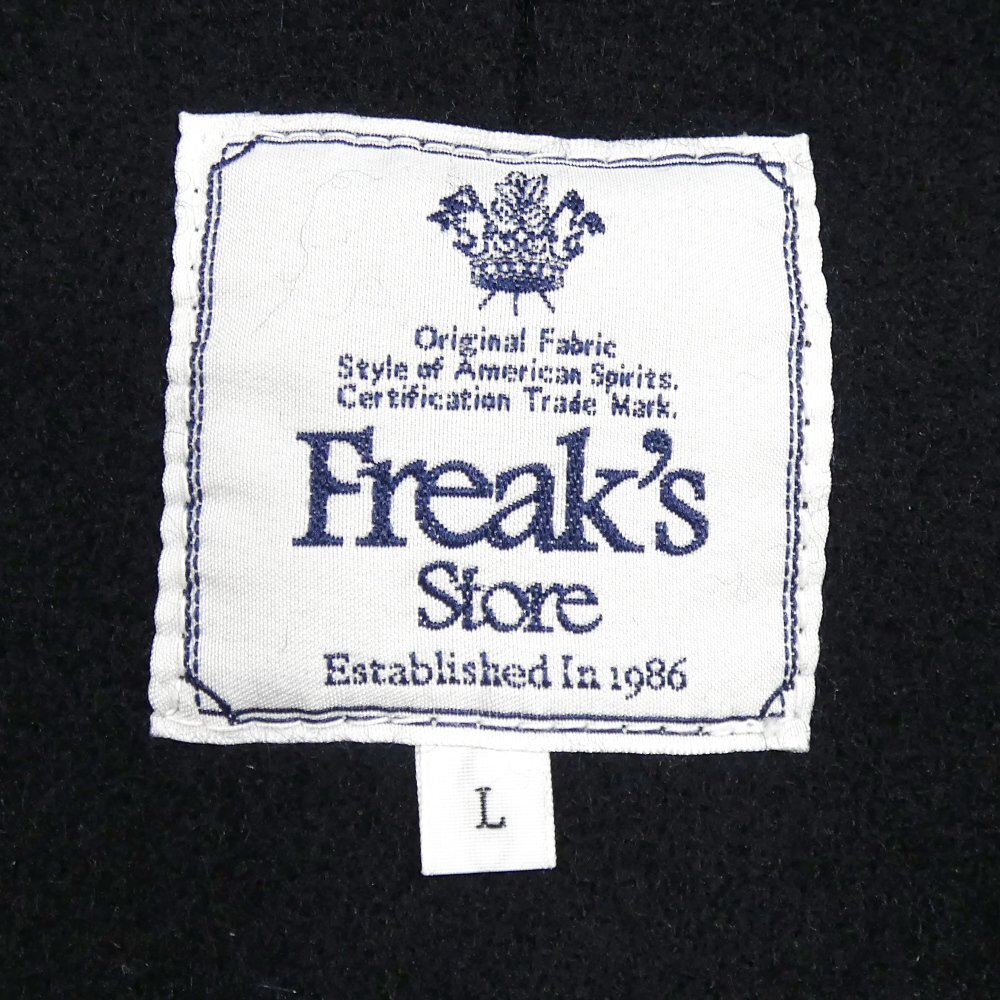 Original Fabric
Style of American Spirits.
Certification Trade Mark.
Freak's
Store
Established In 1986
L